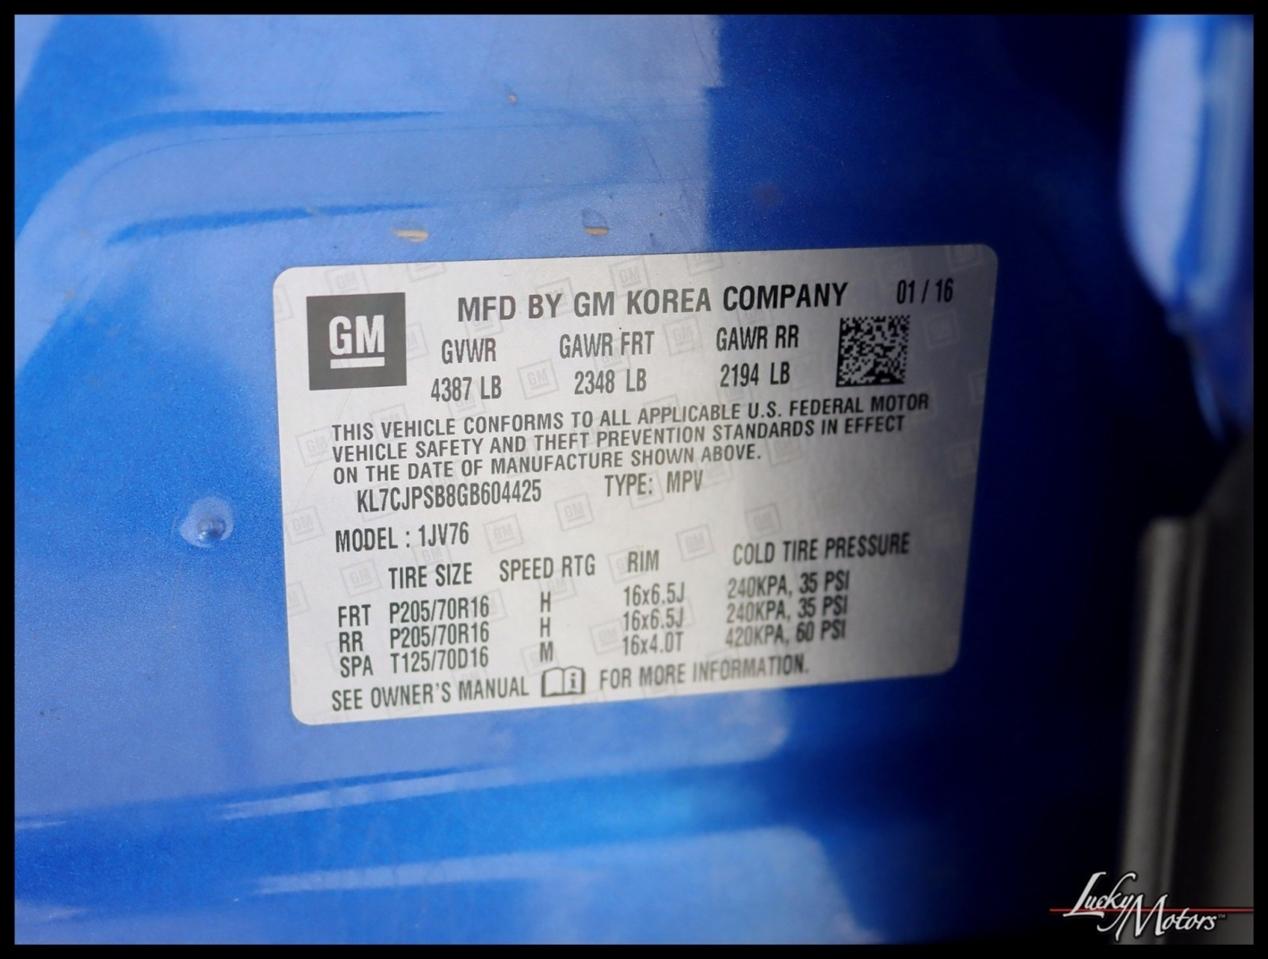 GM
MFD BY GM KOREA COMPANY 01 / 16
GVWR GAWR FRT GAWR RR
4387 LB 2348 LB 2194 LB
THIS VEHICLE CONFORMS TO ALL APPLICABLE U.S. FEDERAL MOTOR
VEHICLE SAFETY AND THEFT PREVENTION STANDARDS IN EFFECT
ON THE DATE OF MANUFACTURE SHOWN ABOVE.
KL7CJPSB8GB604425 TYPE: MPV
MODEL : 1JV76
TIRE SIZE SPEED RTG RIM COLD TIRE PRESSURE
FRT P205/70R16 H 16x6.5J 240KPA, 35 PSI
RR P205/70R16 H 16x6.5J 240KPA, 35 PSI
SPA T125/70D16 M 16x4.0T 420KPA, 60 PSI
SEE OWNER'S MANUAL i FOR MORE INFORMATION.
Lucky Motors